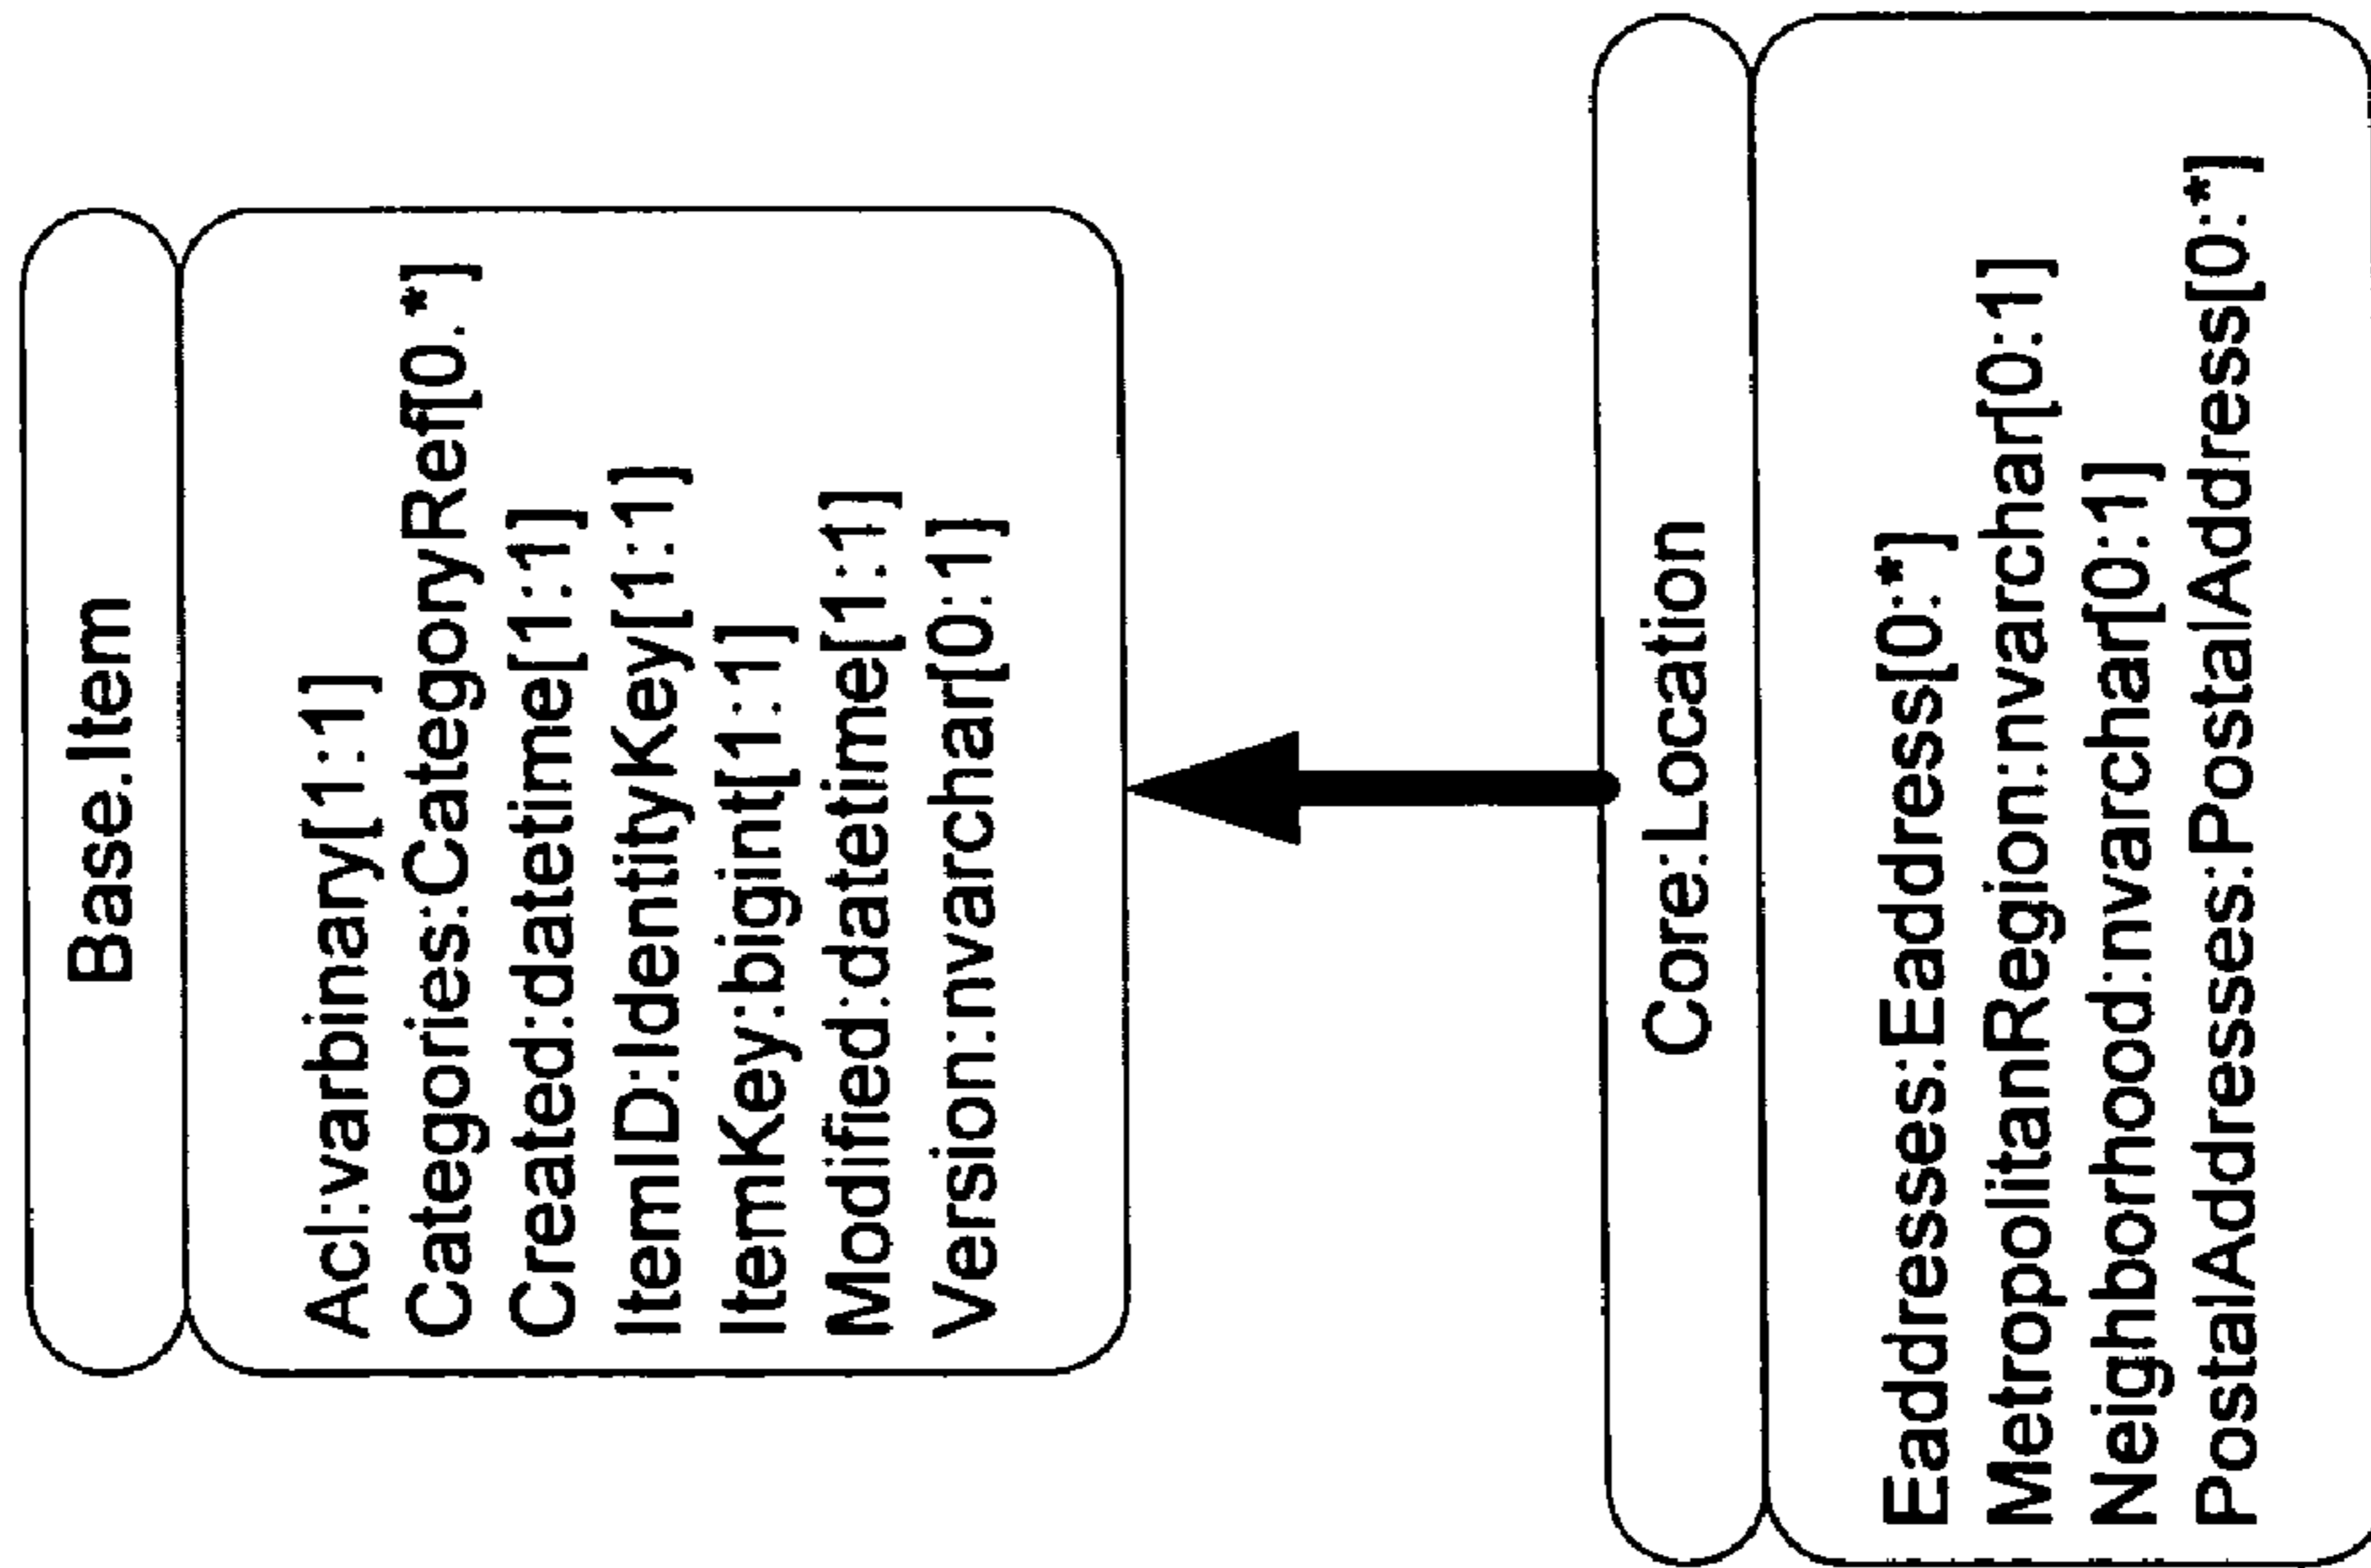 Base.Item
Acl:varbinary[1:1]
Categories:CategoryRef[0.*]
Created:datetime[1:1]
ItemID:IdentityKey[1:1]
ItemKey:bigint[1:1]
Modified:datetime[1:1]
Version:nvarchar[0:1]
Core:Location
Eaddresses:Eaddress[0:*]
MetropolitanRegion:nvarchar[0:1]
Neighborhood:nvarchar[0:1]
PostalAddresses:PostalAddress[0:*]